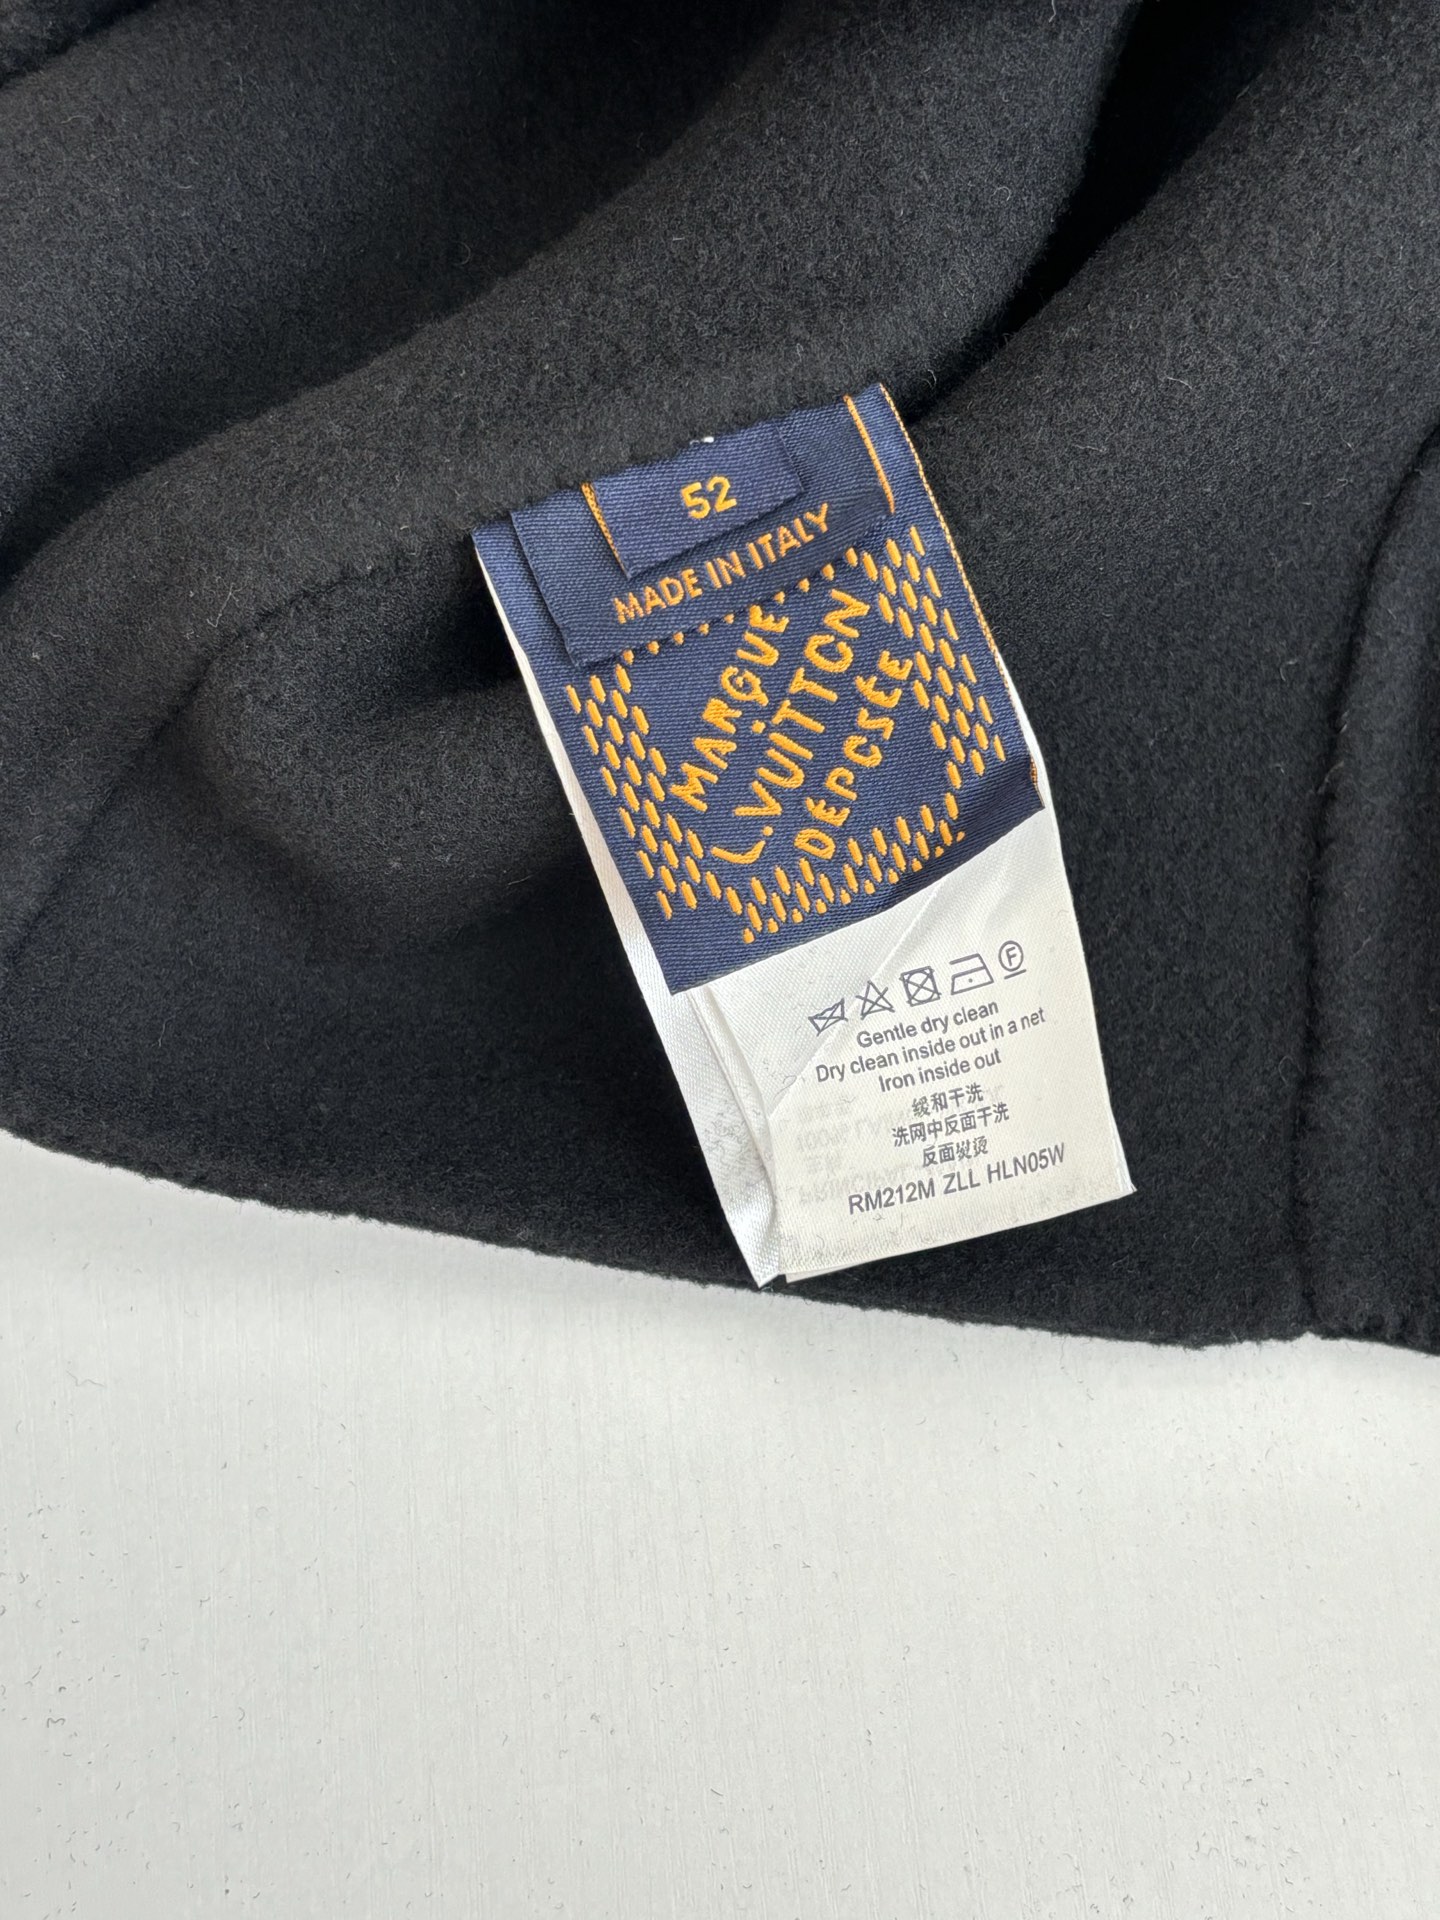 52
MADE IN ITALY
MARQUE
L.VUITTON
DEPOSÉE
F
Gentle dry clean
Dry clean inside out in a net
Iron inside out
缓和干洗
洗网中反面干洗
反面熨烫
RM212M ZLL HLN05W